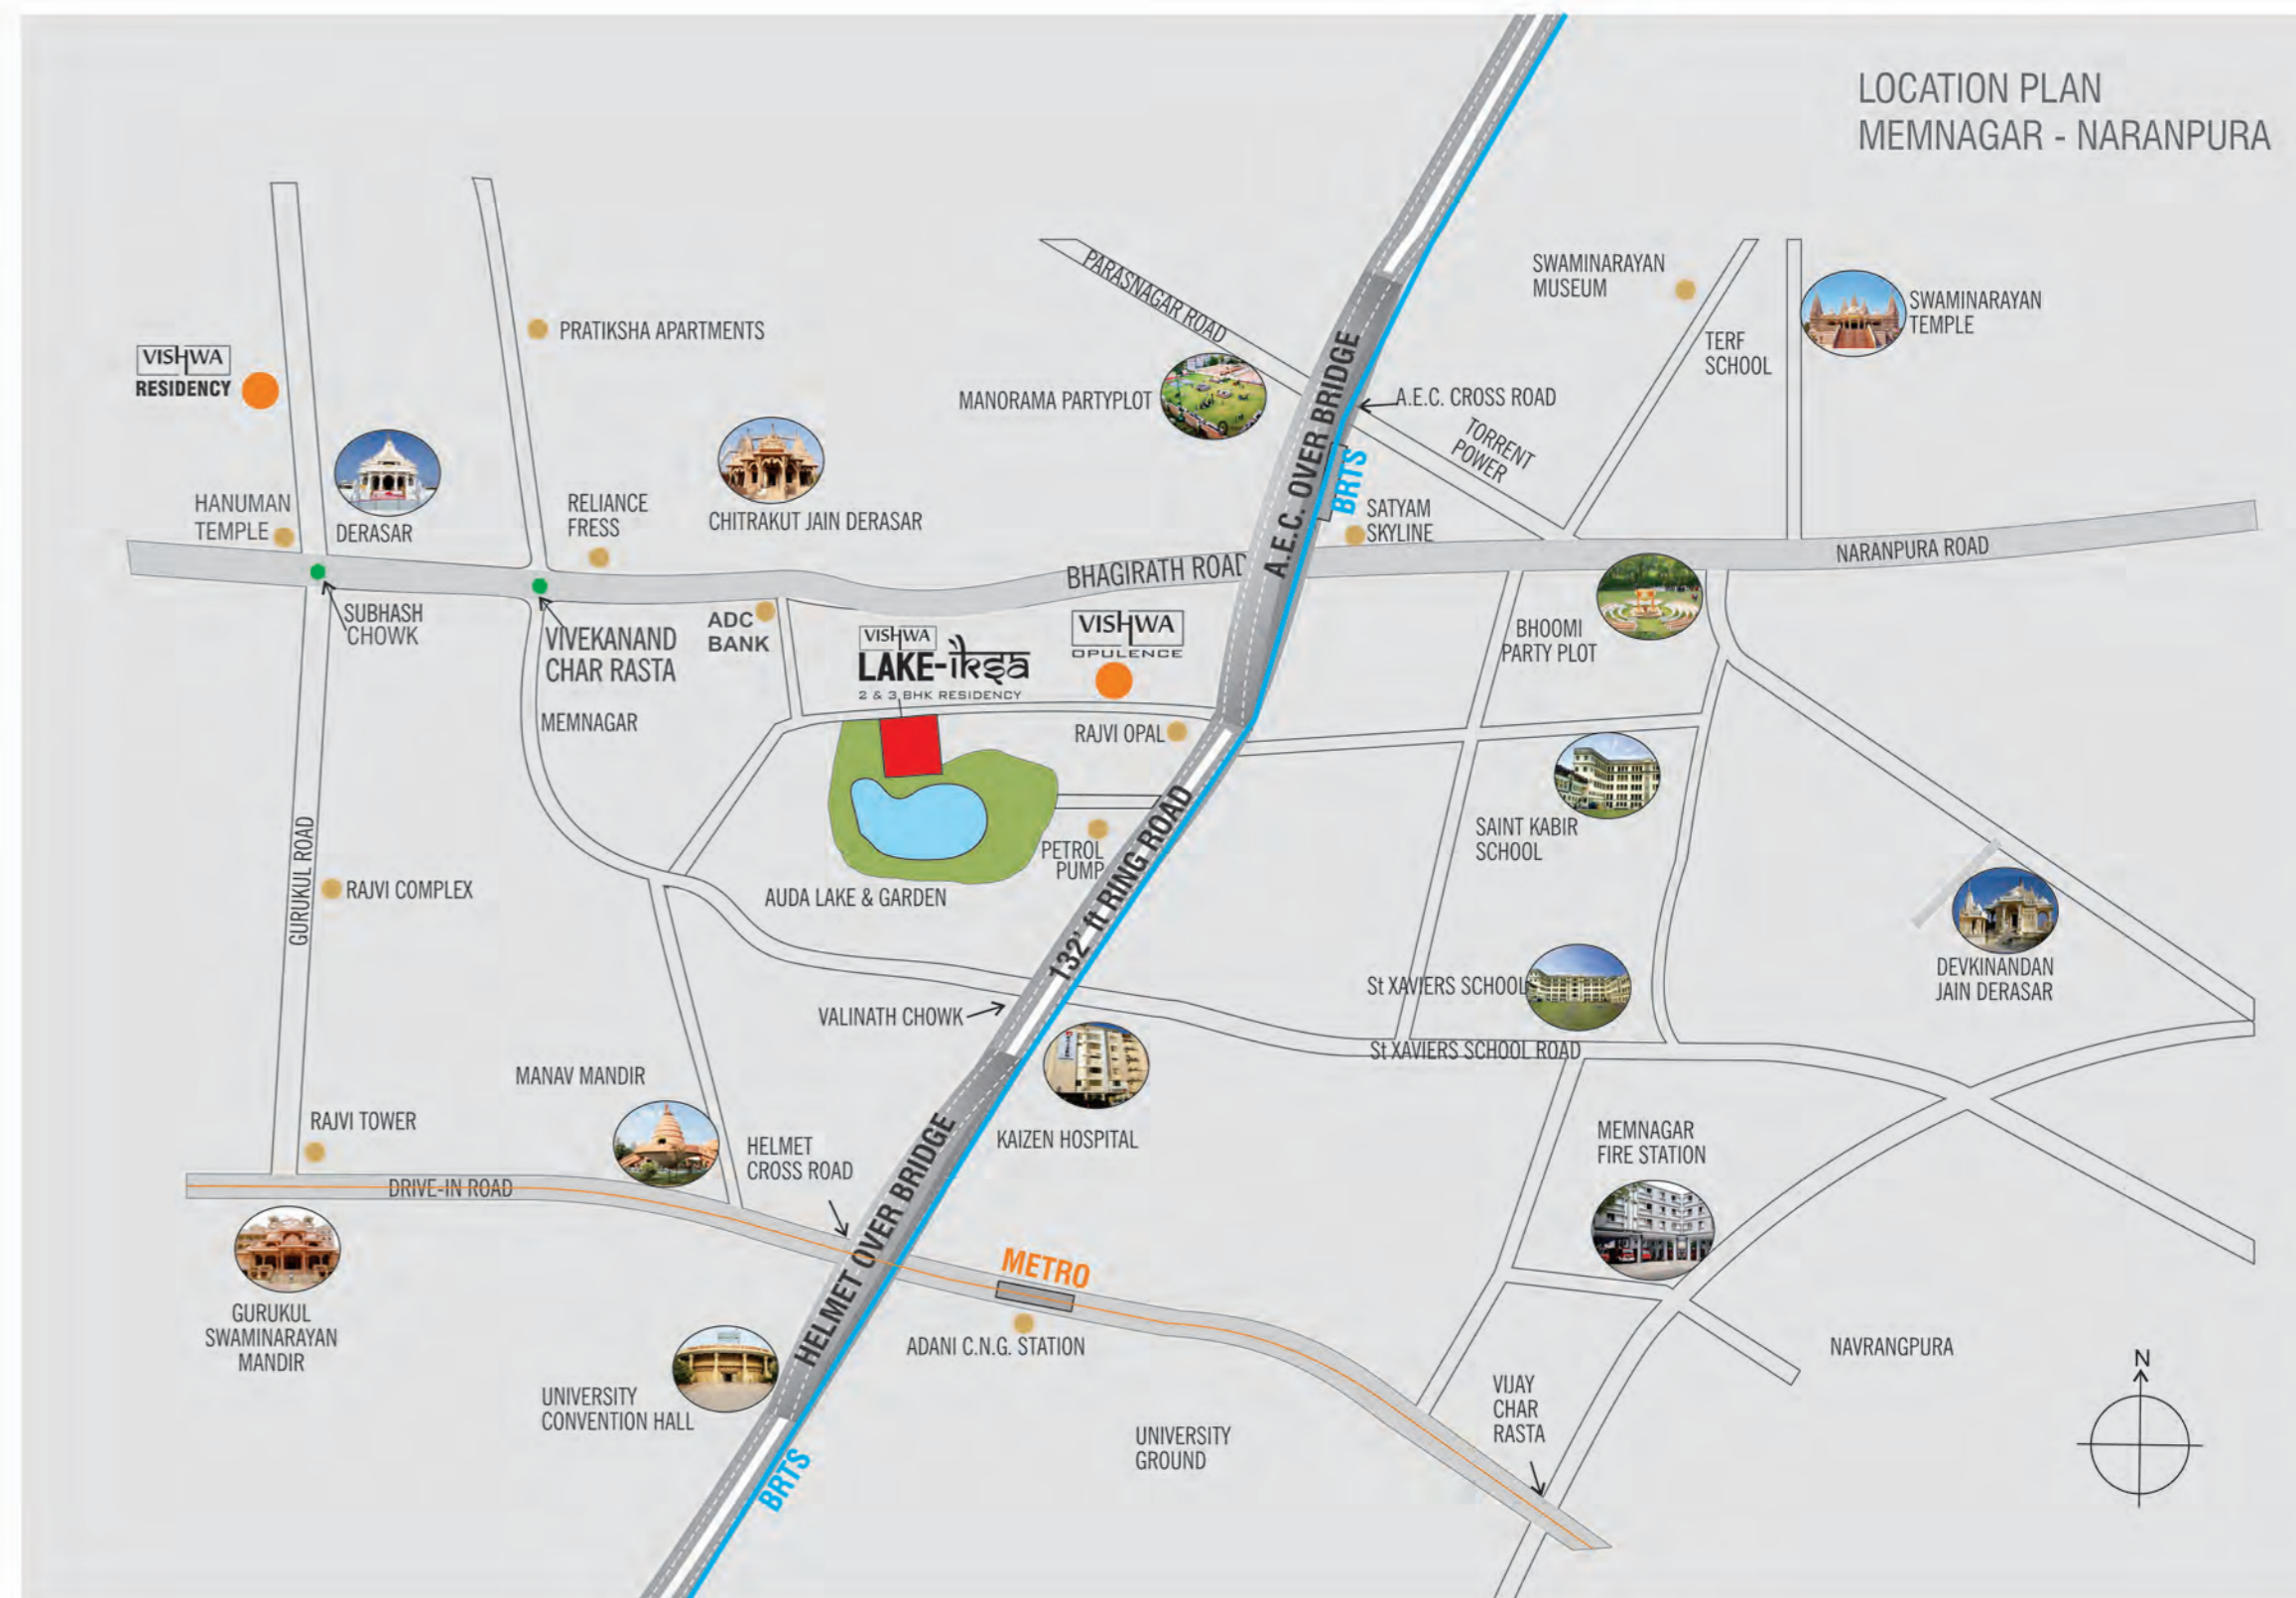 LOCATION PLAN
MEMNAGAR - NARANPURA
PARASNAGAR ROAD
SWAMINARAYAN
MUSEUM
SWAMINARAYAN
TEMPLE
TERF
SCHOOL
PRATIKSHA APARTMENTS
VISHWA
RESIDENCY
MANORAMA PARTYPLOT
A.E.C. CROSS ROAD
A.E.C. OVER BRIDGE
TORRENT
POWER
BRTS
HANUMAN
TEMPLE
DERASAR
RELIANCE
FRESS
CHITRAKUT JAIN DERASAR
SATYAM
SKYLINE
BHAGIRATH ROAD
NARANPURA ROAD
SUBHASH
CHOWK
VIVEKANAND
CHAR RASTA
ADC
BANK
VISHWA
LAKE-iksa
2 & 3 BHK RESIDENCY
VISHWA
OPULENCE
BHOOMI
PARTY PLOT
MEMNAGAR
RAJVI OPAL
SAINT KABIR
SCHOOL
PETROL
PUMP
132' ft RING ROAD
GURUKUL ROAD
RAJVI COMPLEX
AUDA LAKE & GARDEN
DEVKINANDAN
JAIN DERASAR
St XAVIERS SCHOOL
VALINATH CHOWK
St XAVIERS SCHOOL ROAD
MANAV MANDIR
RAJVI TOWER
HELMET
CROSS ROAD
KAIZEN HOSPITAL
MEMNAGAR
FIRE STATION
DRIVE-IN ROAD
HELMET OVER BRIDGE
METRO
GURUKUL
SWAMINARAYAN
MANDIR
ADANI C.N.G. STATION
NAVRANGPURA
N
UNIVERSITY
CONVENTION HALL
VIJAY
CHAR
RASTA
UNIVERSITY
GROUND
BRTS